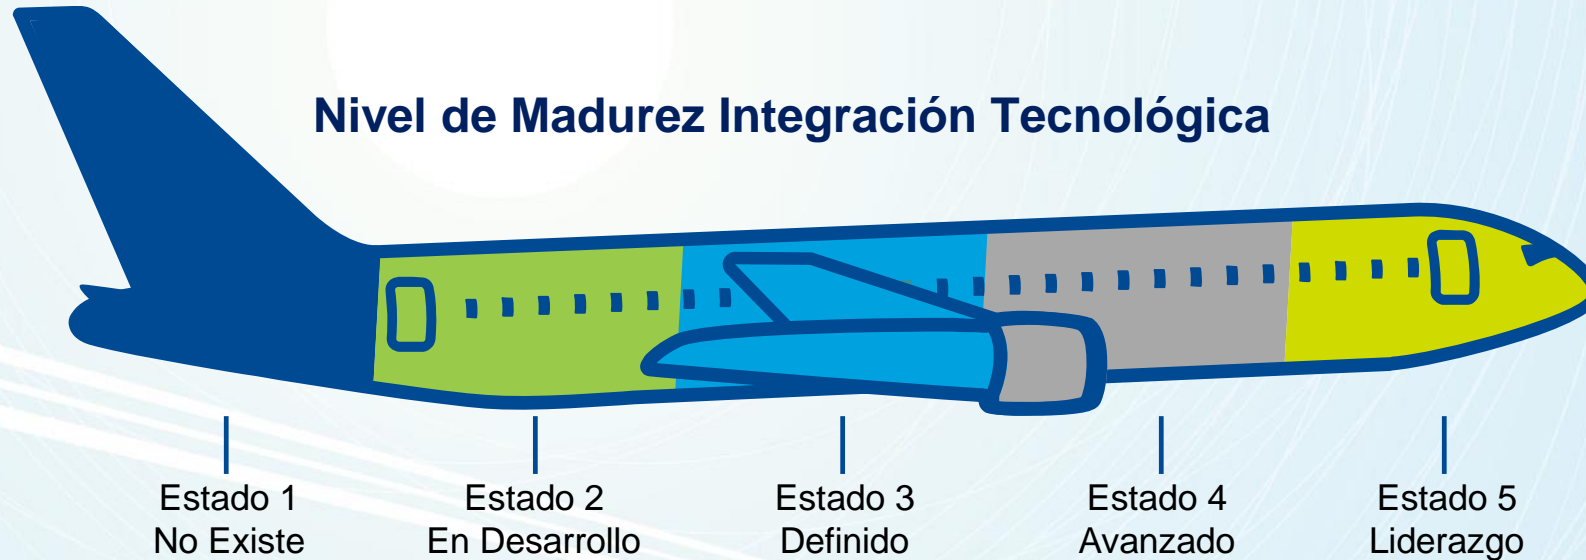 Nivel de Madurez Integración Tecnológica
Estado 1
No Existe
Estado 2
En Desarrollo
Estado 3
Definido
Estado 4
Avanzado
Estado 5
Liderazgo